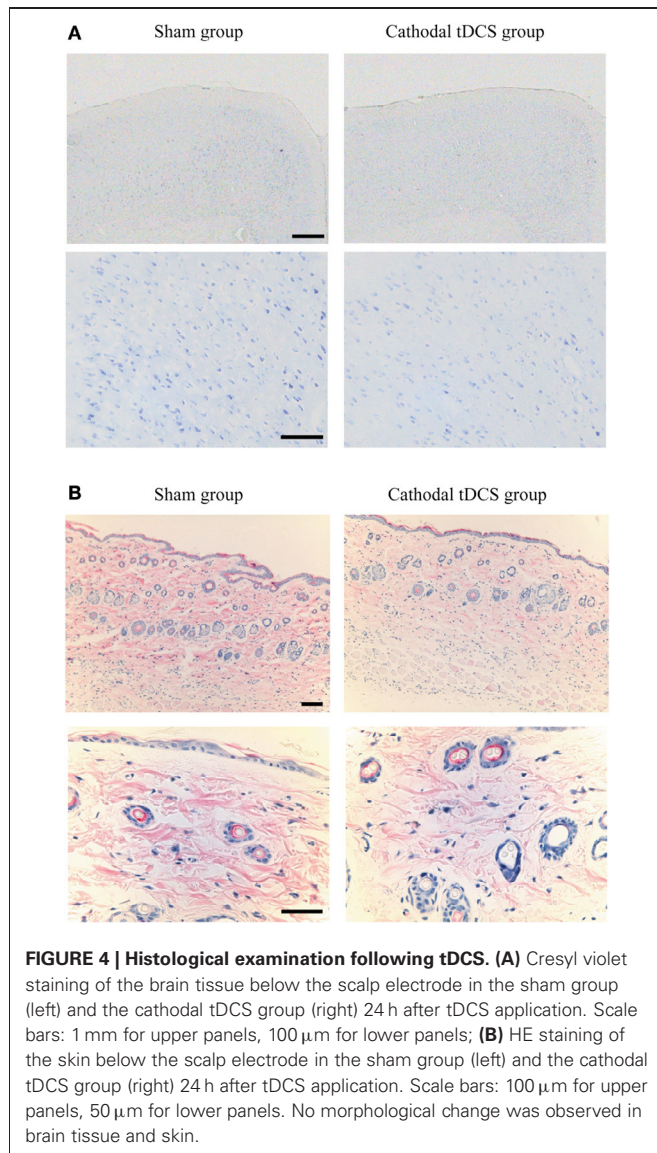 A
Sham group
Cathodal tDCS group
B
Sham group
Cathodal tDCS group
FIGURE 4 | Histological examination following tDCS. (A) Cresyl violet
staining of the brain tissue below the scalp electrode in the sham group
(left) and the cathodal tDCS group (right) 24 h after tDCS application. Scale
bars: 1 mm for upper panels, 100 μm for lower panels; (B) HE staining of
the skin below the scalp electrode in the sham group (left) and the cathodal
tDCS group (right) 24 h after tDCS application. Scale bars: 100 μm for upper
panels, 50 μm for lower panels. No morphological change was observed in
brain tissue and skin.